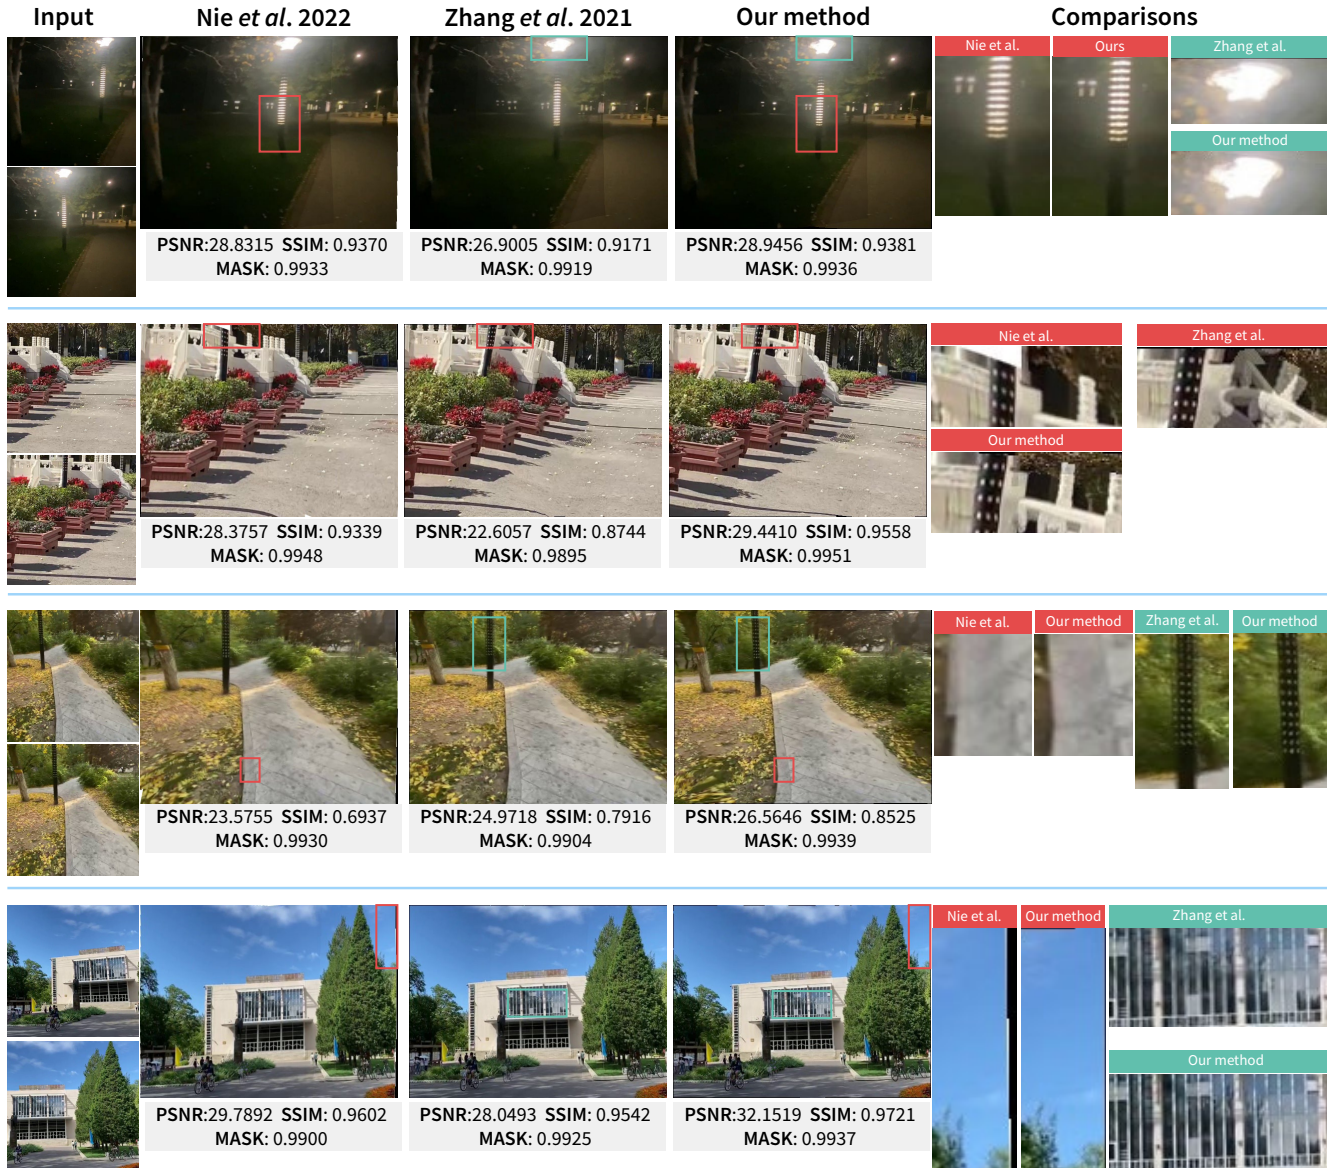 Input
Nie et al. 2022
Zhang et al. 2021
Our method
Comparisons
Nie et al.
Ours
Zhang et al.
Our method
PSNR:28.8315 SSIM: 0.9370
MASK: 0.9933
PSNR:26.9005 SSIM: 0.9171
MASK: 0.9919
PSNR:28.9456 SSIM: 0.9381
MASK: 0.9936
Nie et al.
Zhang et al.
Our method
PSNR:28.3757 SSIM: 0.9339
MASK: 0.9948
PSNR:22.6057 SSIM: 0.8744
MASK: 0.9895
PSNR:29.4410 SSIM: 0.9558
MASK: 0.9951
Nie et al.
Our method
Zhang et al.
Our method
PSNR:23.5755 SSIM: 0.6937
MASK: 0.9930
PSNR:24.9718 SSIM: 0.7916
MASK: 0.9904
PSNR:26.5646 SSIM: 0.8525
MASK: 0.9939
Nie et al.
Our method
Zhang et al.
Our method
PSNR:29.7892 SSIM: 0.9602
MASK: 0.9900
PSNR:28.0493 SSIM: 0.9542
MASK: 0.9925
PSNR:32.1519 SSIM: 0.9721
MASK: 0.9937